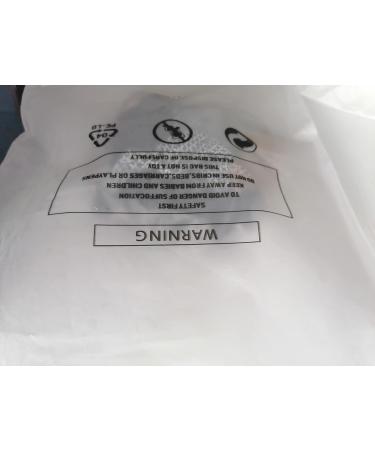 WARNING
SAFETY FIRST
TO AVOID DANGER OF SUFFOCATION
KEEP AWAY FROM BABIES AND CHILDREN
DO NOT USE IN CRIBS,BEDS,CARRIAGES OR PLAYPENS
THIS BAG IS NOT A TOY
PLEASE DISPOSE OF CAREFULLY
04
PE-LD